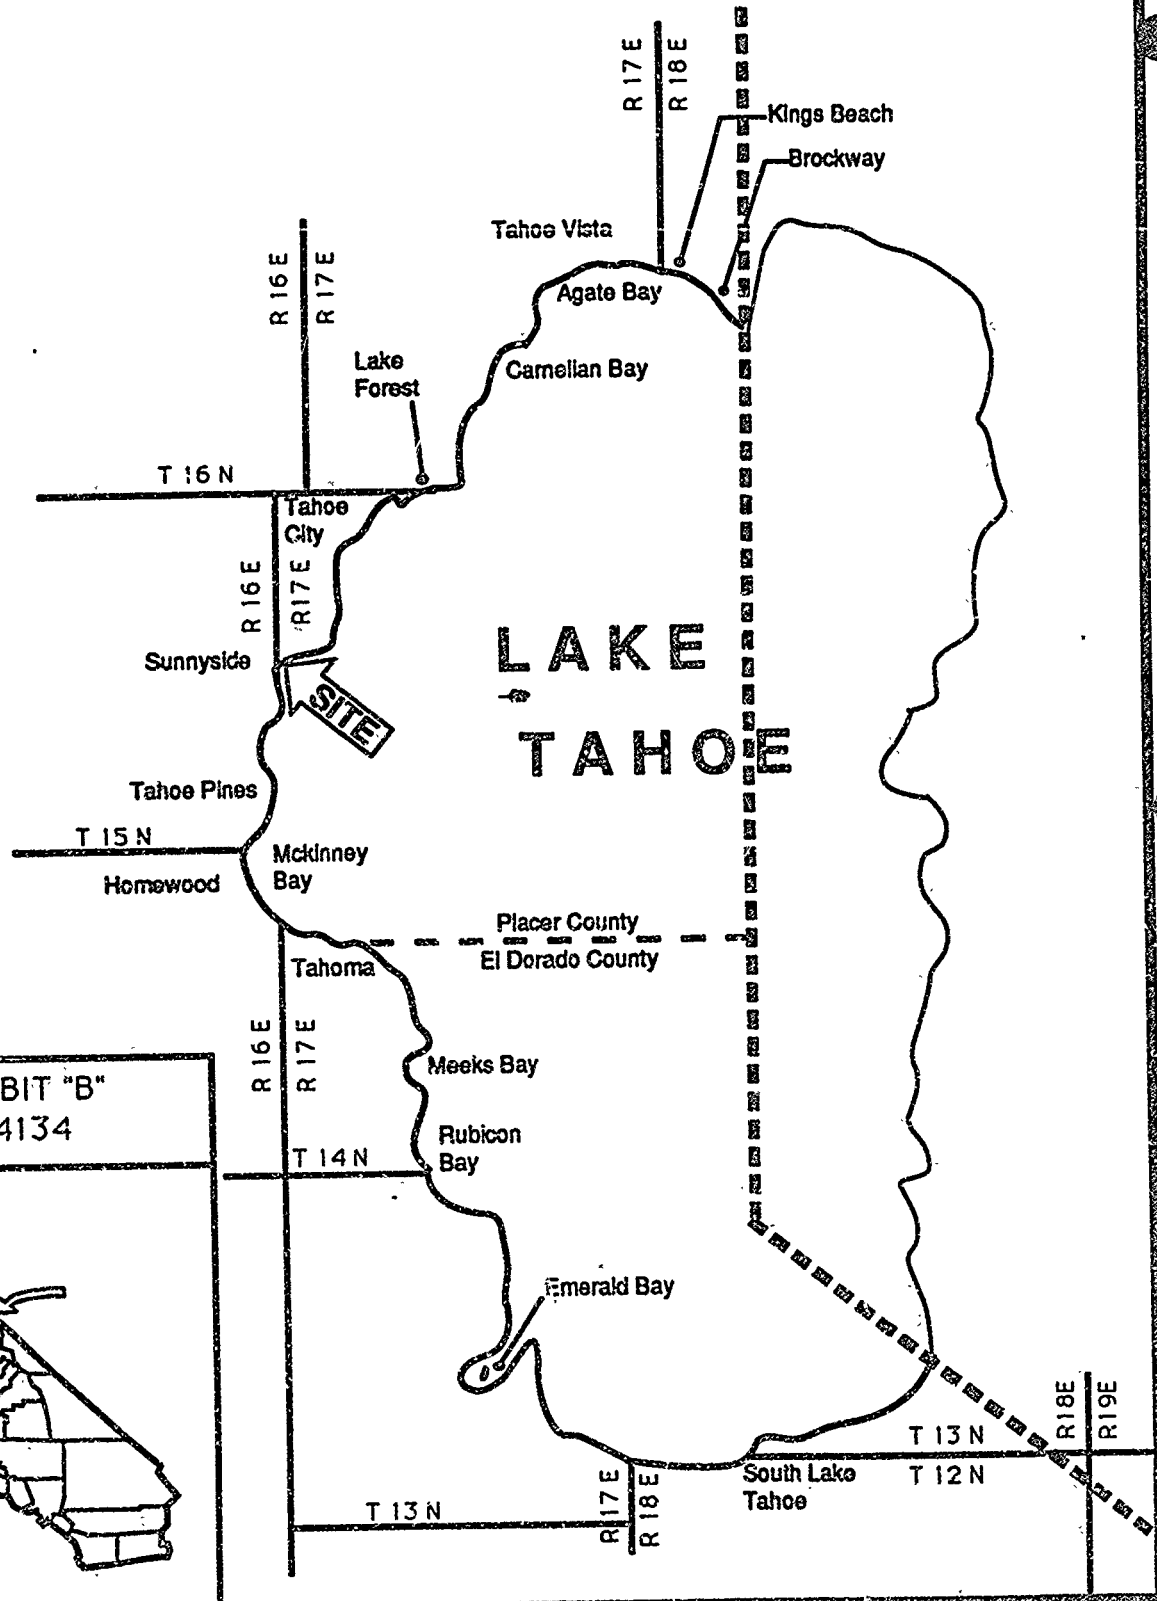 R 17 E
R 18 E
Kings Beach
Brockway
Tahoe Vista
R 16 E
R 17 E
Agate Bay
Lake
Forest
Carnelian Bay
T 16 N
Tahoe
City
R 16 E
R 17 E
LAKE
TAHOE
Sunnyside
SITE
Tahoe Pines
T 15 N
Mckinney
Bay
Homewood
Placer County
El Dorado County
Tahoma
R 16 E
R 17 E
Meeks Bay
BIT "B"
4134
Rubicon
Bay
T 14 N
Emerald Bay
R18E
R19E
T 13 N
T 12 N
South Lake
Tahoe
R 17 E
R 18 E
T 13 N